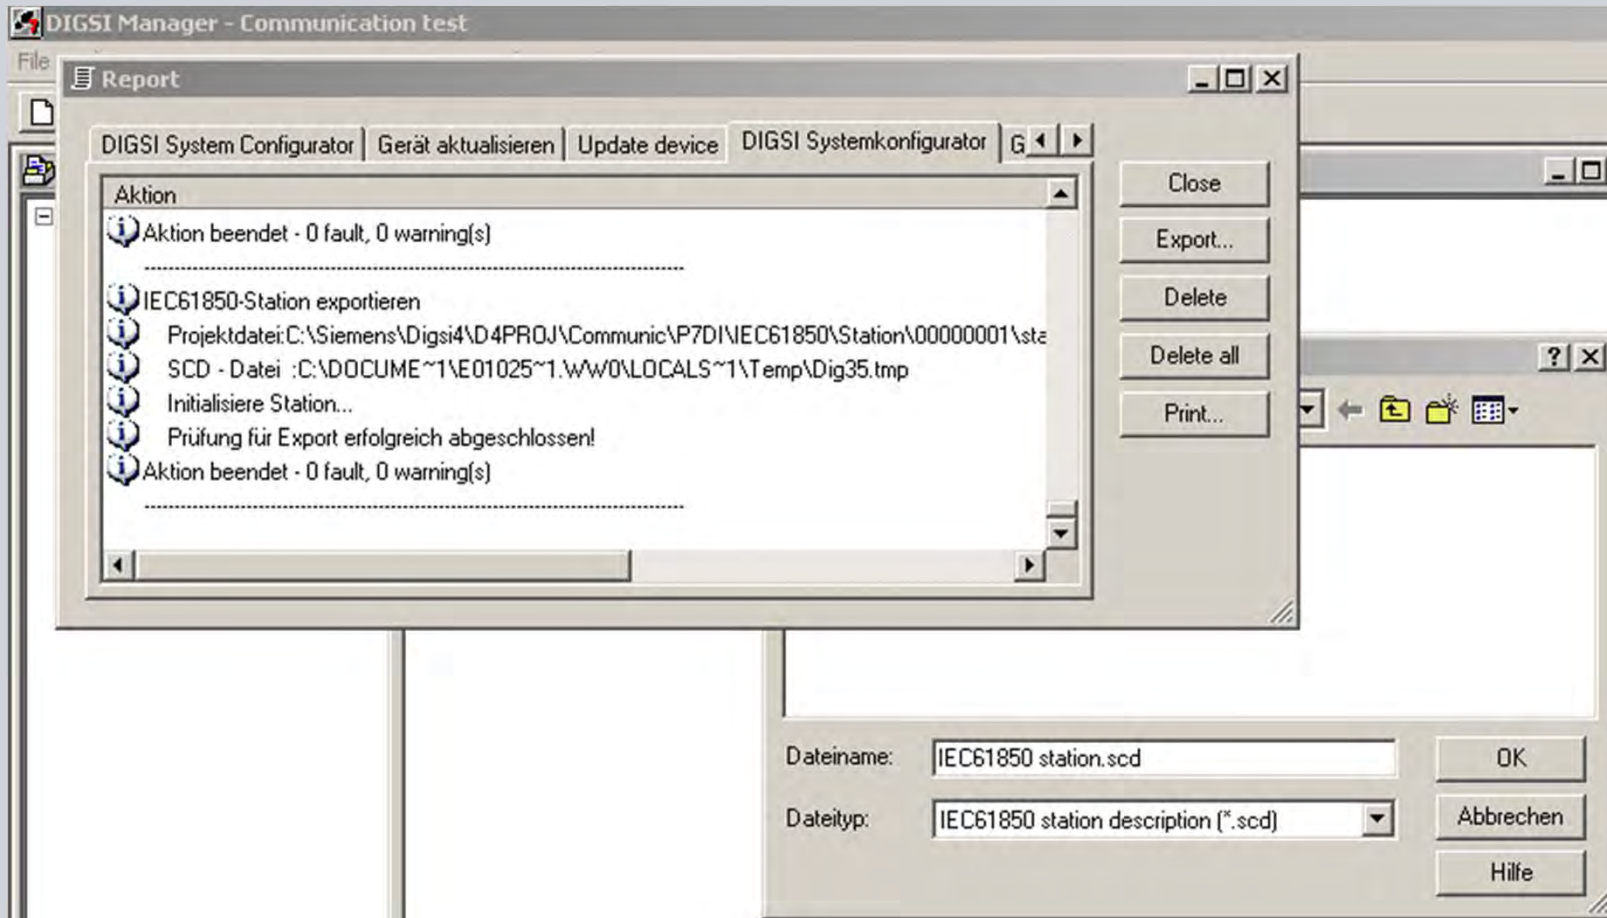 DIGSI Manager - Communication test
File
Report
DIGSI System Configurator
Gerät aktualisieren
Update device
DIGSI Systemkonfigurator
G
Aktion
Aktion beendet - 0 fault, 0 warning(s)
--------------------------------------------------------------------------------------------
IEC61850-Station exportieren
Projektdatei:C:\Siemens\Digsi4\D4PROJ\Communic\P7DI\IEC61850\Station\00000001\sta
SCD - Datei :C:\DOCUME~1\E01025~1.WW0\LOCALS~1\Temp\Dig35.tmp
Initialisiere Station...
Prüfung für Export erfolgreich abgeschlossen!
Aktion beendet - 0 fault, 0 warning(s)
--------------------------------------------------------------------------------------------
Close
Export...
Delete
Delete all
Print...
Dateiname:
IEC61850 station.scd
OK
Dateityp:
IEC61850 station description (*.scd)
Abbrechen
Hilfe